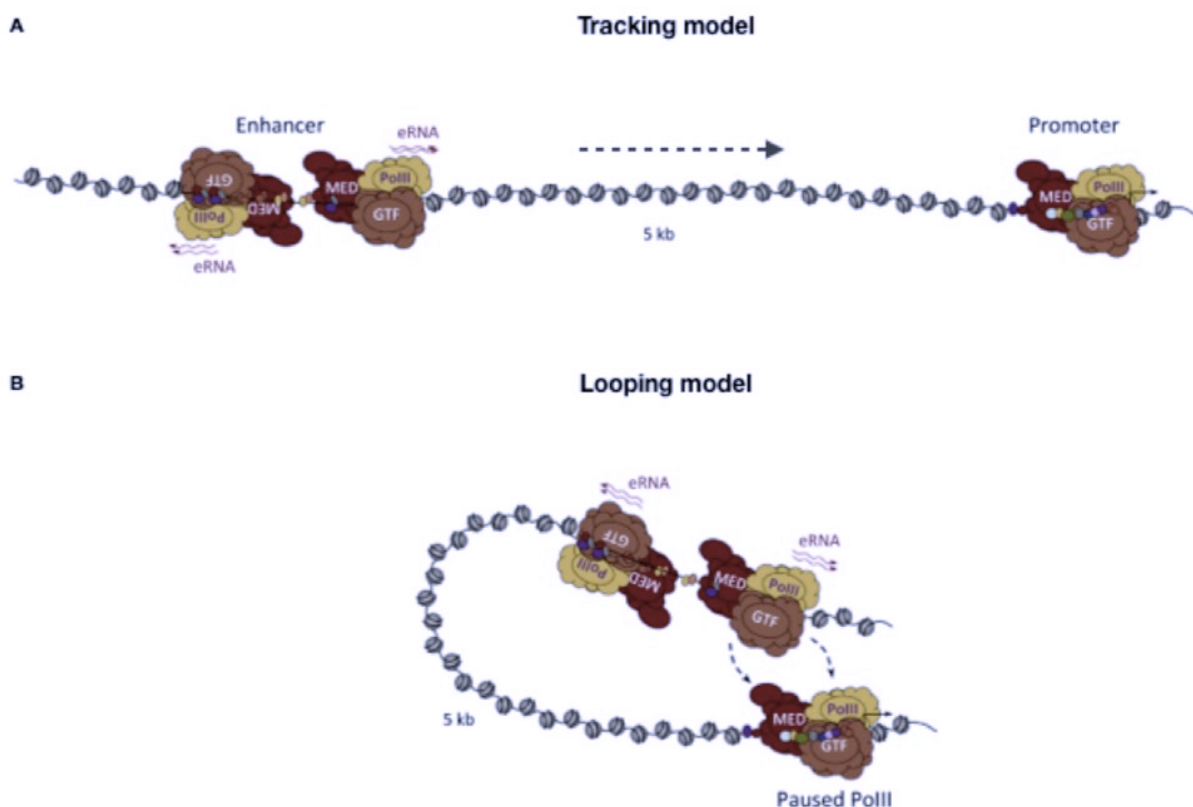 A
Tracking model
Enhancer
eRNA
Promoter
GTF
MED
PolII
MED
PolII
GTF
MED
PolII
GTF
eRNA
5 kb
B
Looping model
eRNA
eRNA
GTF
PolII
MED
MED
PolII
GTF
5 kb
MED
PolII
GTF
Paused PolII